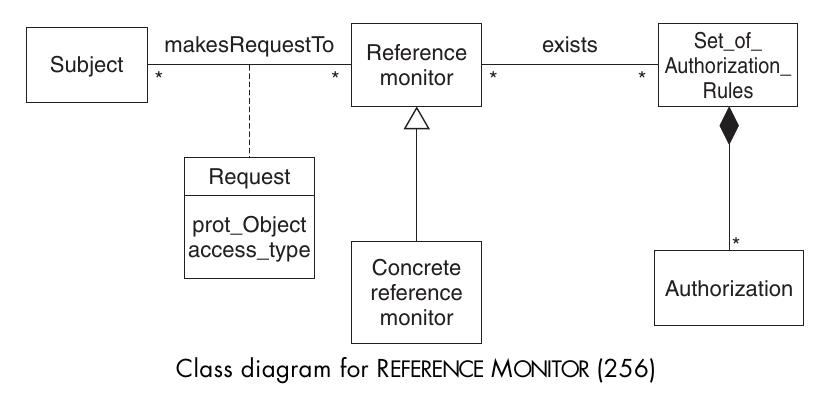 makesRequestTo
exists
Subject
Reference
monitor
Set_of_
Authorization_
Rules
*
*
*
*
Request
prot_Object
access_type
Concrete
reference
monitor
*
Authorization
Class diagram for REFERENCE MONITOR (256)